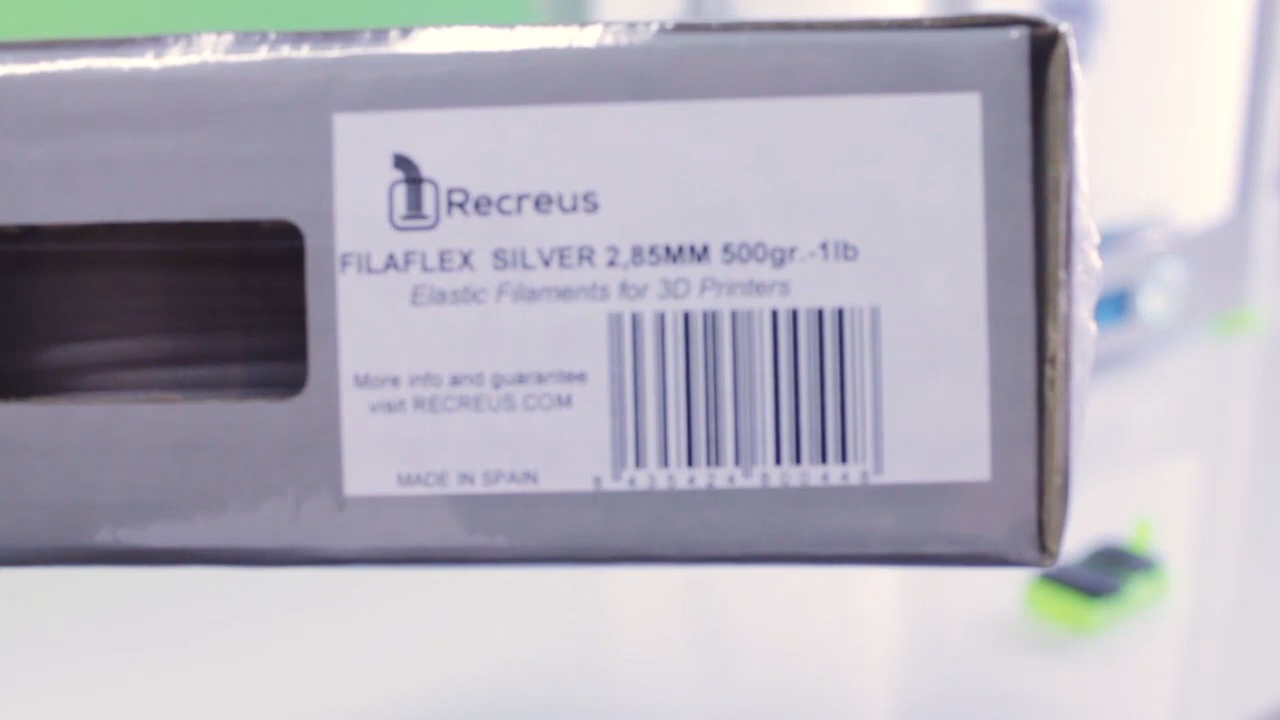 Recreus
FILAFLEX SILVER 2,85MM 500gr.-1lb
Elastic Filaments for 3D Printers
More info and guarantee
visit RECREUS.COM
MADE IN SPAIN